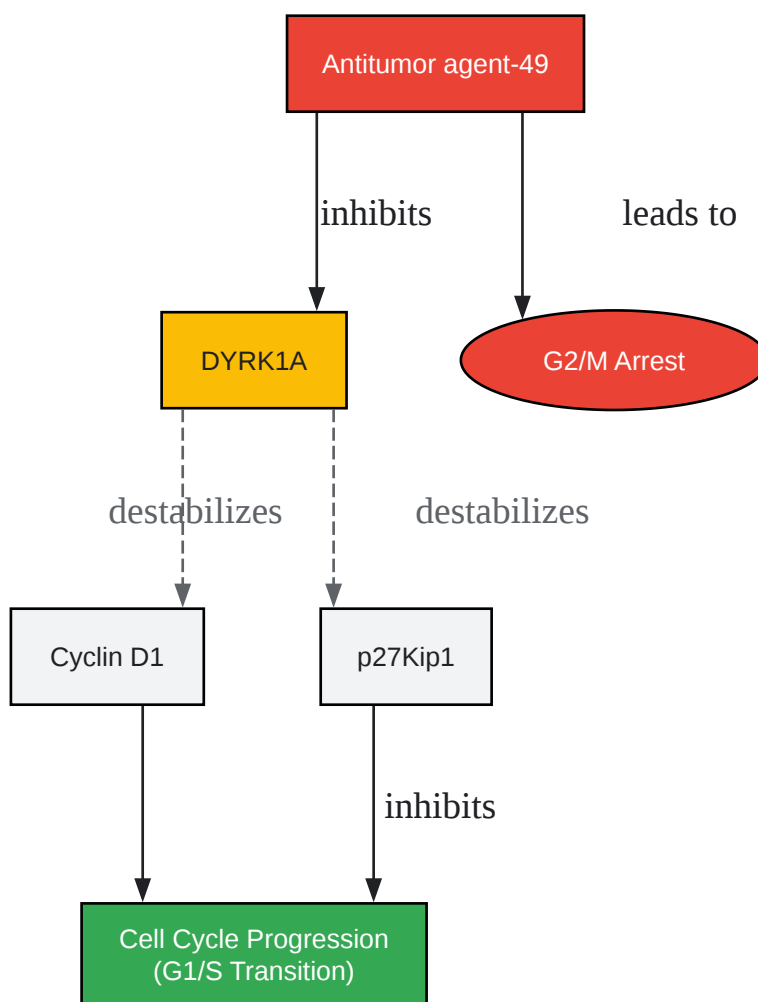 Antitumor agent-49
inhibits
leads to
DYRK1A
G2/M Arrest
destabilizes
destabilizes
Cyclin D1
p27Kip1
inhibits
Cell Cycle Progression
(G1/S Transition)